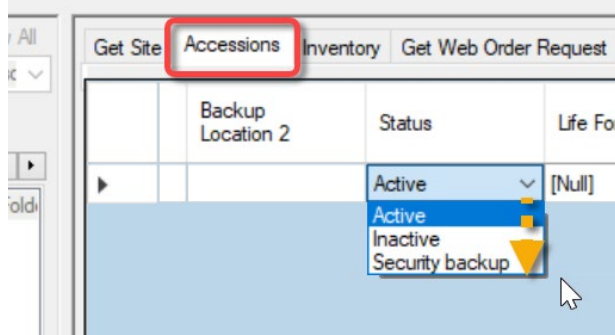 All
Get Site Accessions Inventory Get Web Order Request
Backup
Location 2
Status
Life Fo
Active
[Null]
Active
Inactive
Security backup